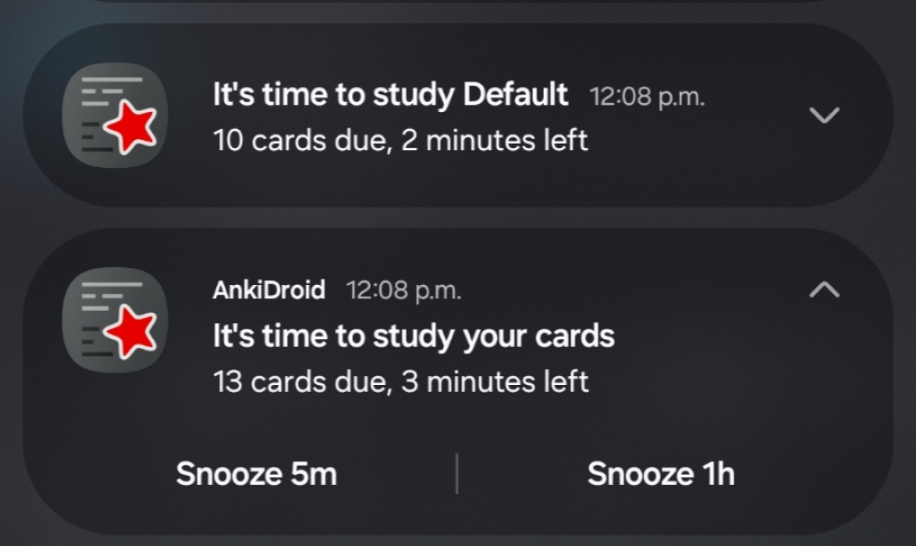 It's time to study Default 12:08 p.m.
10 cards due, 2 minutes left
AnkiDroid 12:08 p.m.
It's time to study your cards
13 cards due, 3 minutes left
Snooze 5m Snooze 1h